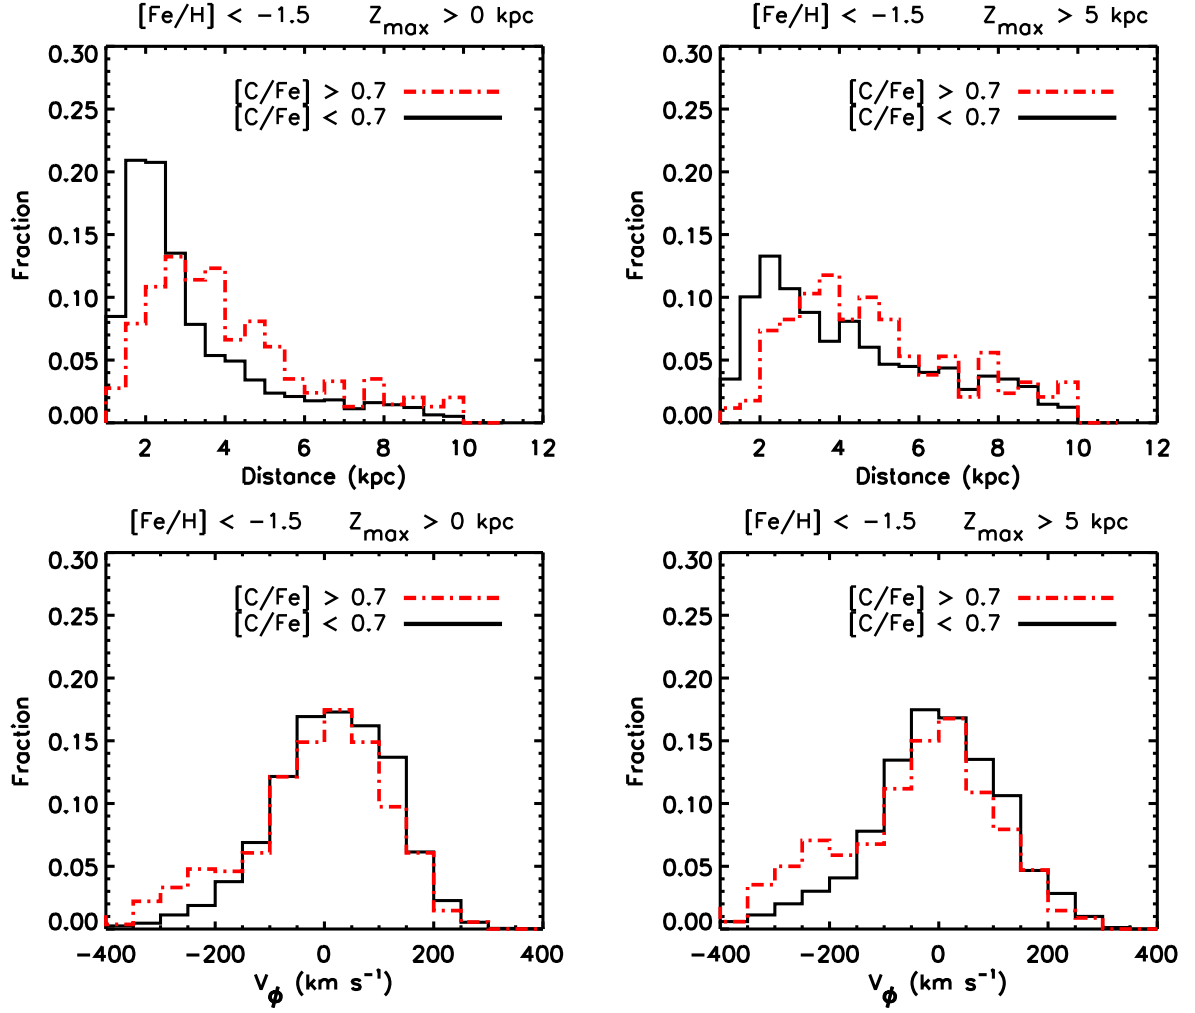 [Fe/H] < −1.5   Z_max > 0 kpc
[C/Fe] > 0.7
[C/Fe] < 0.7
0.30
0.25
0.20
0.15
0.10
0.05
0.00
Fraction
2 4 6 8 10 12
Distance (kpc)
[Fe/H] < −1.5   Z_max > 5 kpc
[C/Fe] > 0.7
[C/Fe] < 0.7
0.30
0.25
0.20
0.15
0.10
0.05
0.00
Fraction
2 4 6 8 10 12
Distance (kpc)
[Fe/H] < −1.5   Z_max > 0 kpc
[C/Fe] > 0.7
[C/Fe] < 0.7
0.30
0.25
0.20
0.15
0.10
0.05
0.00
Fraction
−400 −200 0 200 400
V_ϕ (km s⁻¹)
[Fe/H] < −1.5   Z_max > 5 kpc
[C/Fe] > 0.7
[C/Fe] < 0.7
0.30
0.25
0.20
0.15
0.10
0.05
0.00
Fraction
−400 −200 0 200 400
V_ϕ (km s⁻¹)